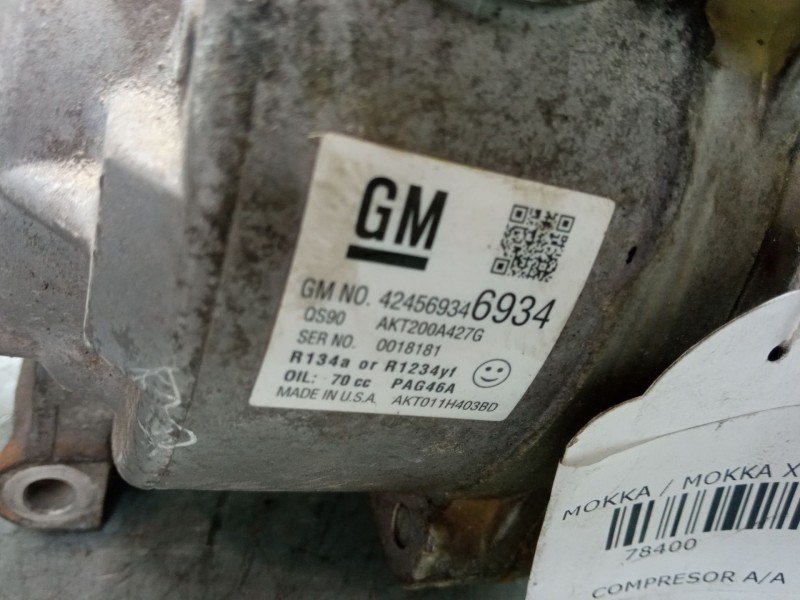 GM
GM NO. 42456934 6934
QS90 AKT200A427G
SER NO. 0018181
R134a or R1234yf
OIL: 70 cc PAG46A
MADE IN U.S.A. AKT011H403BD
MOKKA / MOKKA X
78400
COMPRESOR A/A